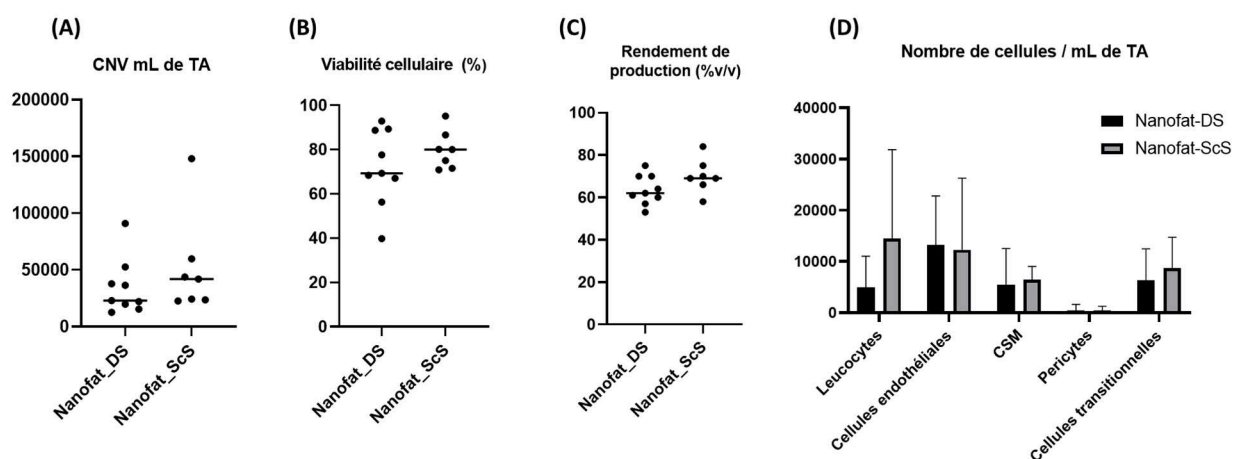 (A)
CNV mL de TA
200000
150000
100000
50000
0
Nanofat_DS
Nanofat_ScS
(B)
Viabilité cellulaire (%)
100
80
60
40
20
0
Nanofat_DS
Nanofat_ScS
(C)
Rendement de
production (%v/v)
100
80
60
40
20
0
Nanofat_DS
Nanofat_ScS
(D)
Nombre de cellules / mL de TA
40000
30000
20000
10000
0
Nanofat-DS
Nanofat-ScS
Leucocytes
Cellules endothéliales
CSM
Pericytes
Cellules transitionnelles